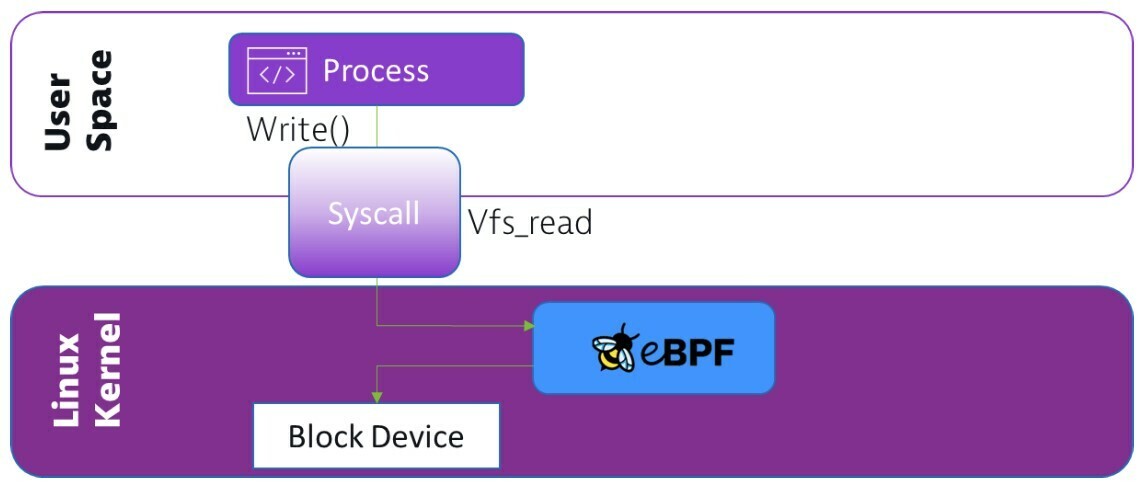 User
Space
</> Process
Write()
Syscall
Vfs_read
Linux
Kernel
eBPF
Block Device